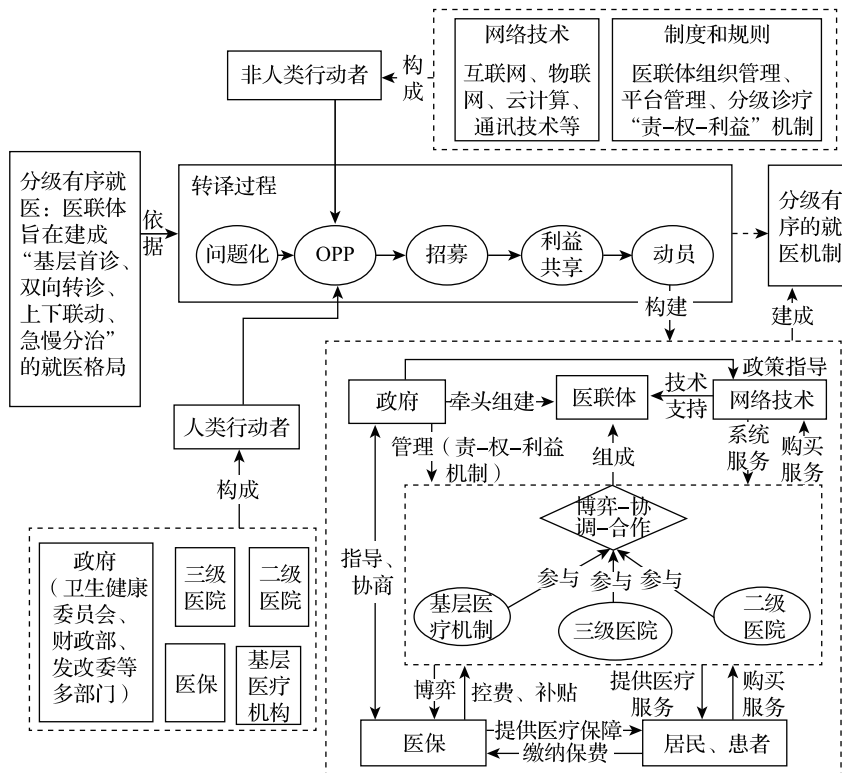 网络技术
互联网、物联
网、云计算、
通讯技术等
制度和规则
医联体组织管理、
平台管理、分级诊疗
“责–权–利益”机制
构
成
非人类行动者
分级有序就
医：医联体
旨在建成
“基层首诊、
双向转诊、
上下联动、
急慢分治”
的就医格局
依
据
转译过程
问题化
OPP
招募
利益
共享
动员
分级有
序的就
医机制
构建
建成
人类行动者
构成
政府
（卫生健康
委员会、
财政部、
发改委等
多部门）
三级
医院
二级
医院
医保
基层
医疗
机构
政策指导
政府
牵头组建
医联体
技术
支持
网络技术
管理（责–权–利益
机制）
组成
系统
服务
购买
服务
博弈–协
调–合作
指导、
协商
参与
参与
参与
基层医
疗机制
三级医院
二级
医院
博弈
控费、补贴
提供医疗
服务
购买
服务
医保
提供医疗保障
缴纳保费
居民、患者